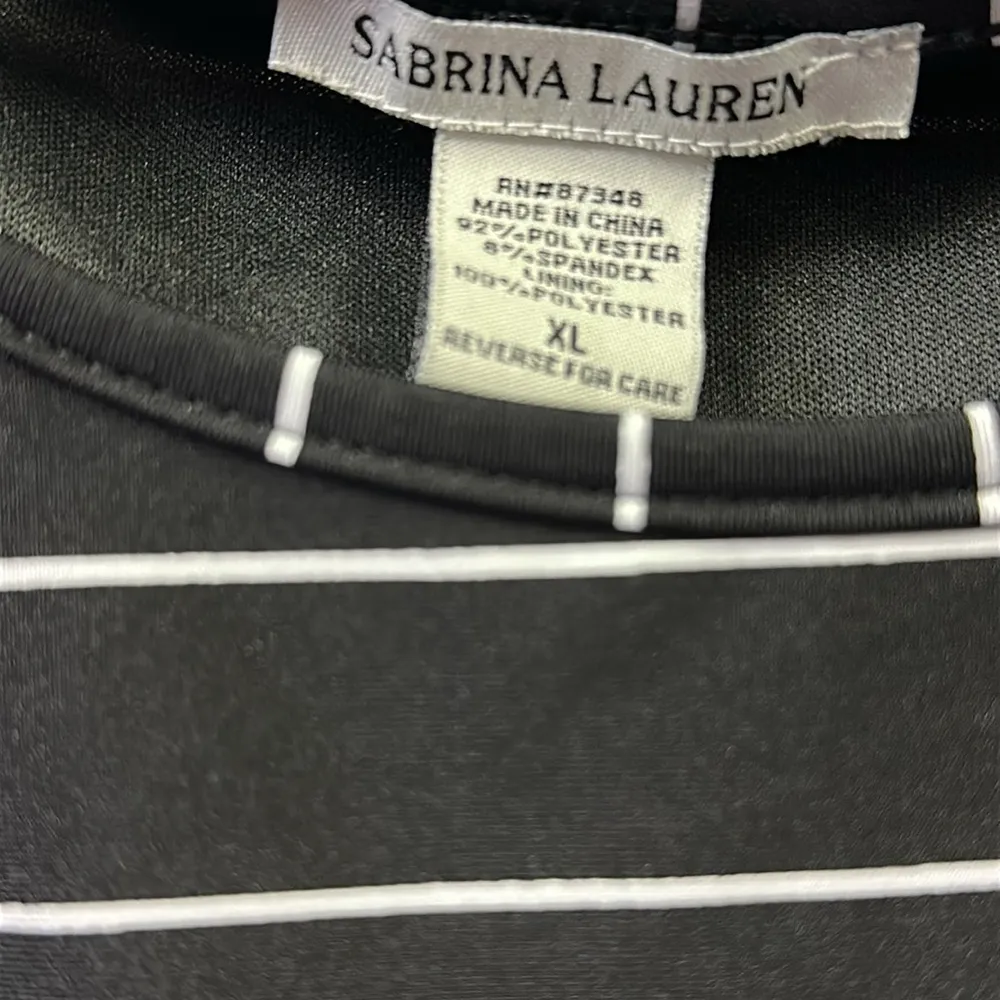 SABRINA LAUREN
RN#87348
MADE IN CHINA
92%POLYESTER
8%SPANDEX
LINING:
100%POLYESTER
XL
REVERSE FOR CARE